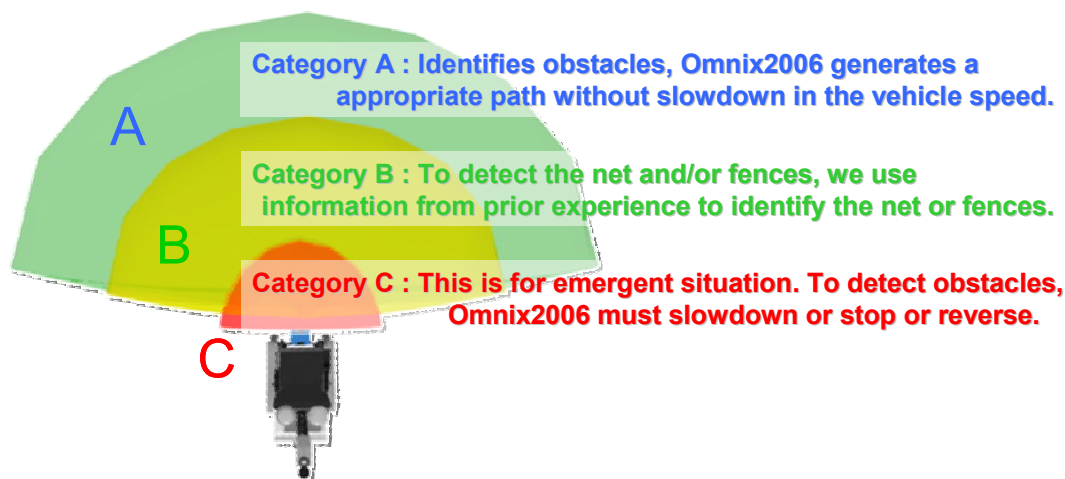 Category A : Identifies obstacles, Omnix2006 generates a
appropriate path without slowdown in the vehicle speed.
A
Category B : To detect the net and/or fences, we use
information from prior experience to identify the net or fences.
B
Category C : This is for emergent situation. To detect obstacles,
Omnix2006 must slowdown or stop or reverse.
C